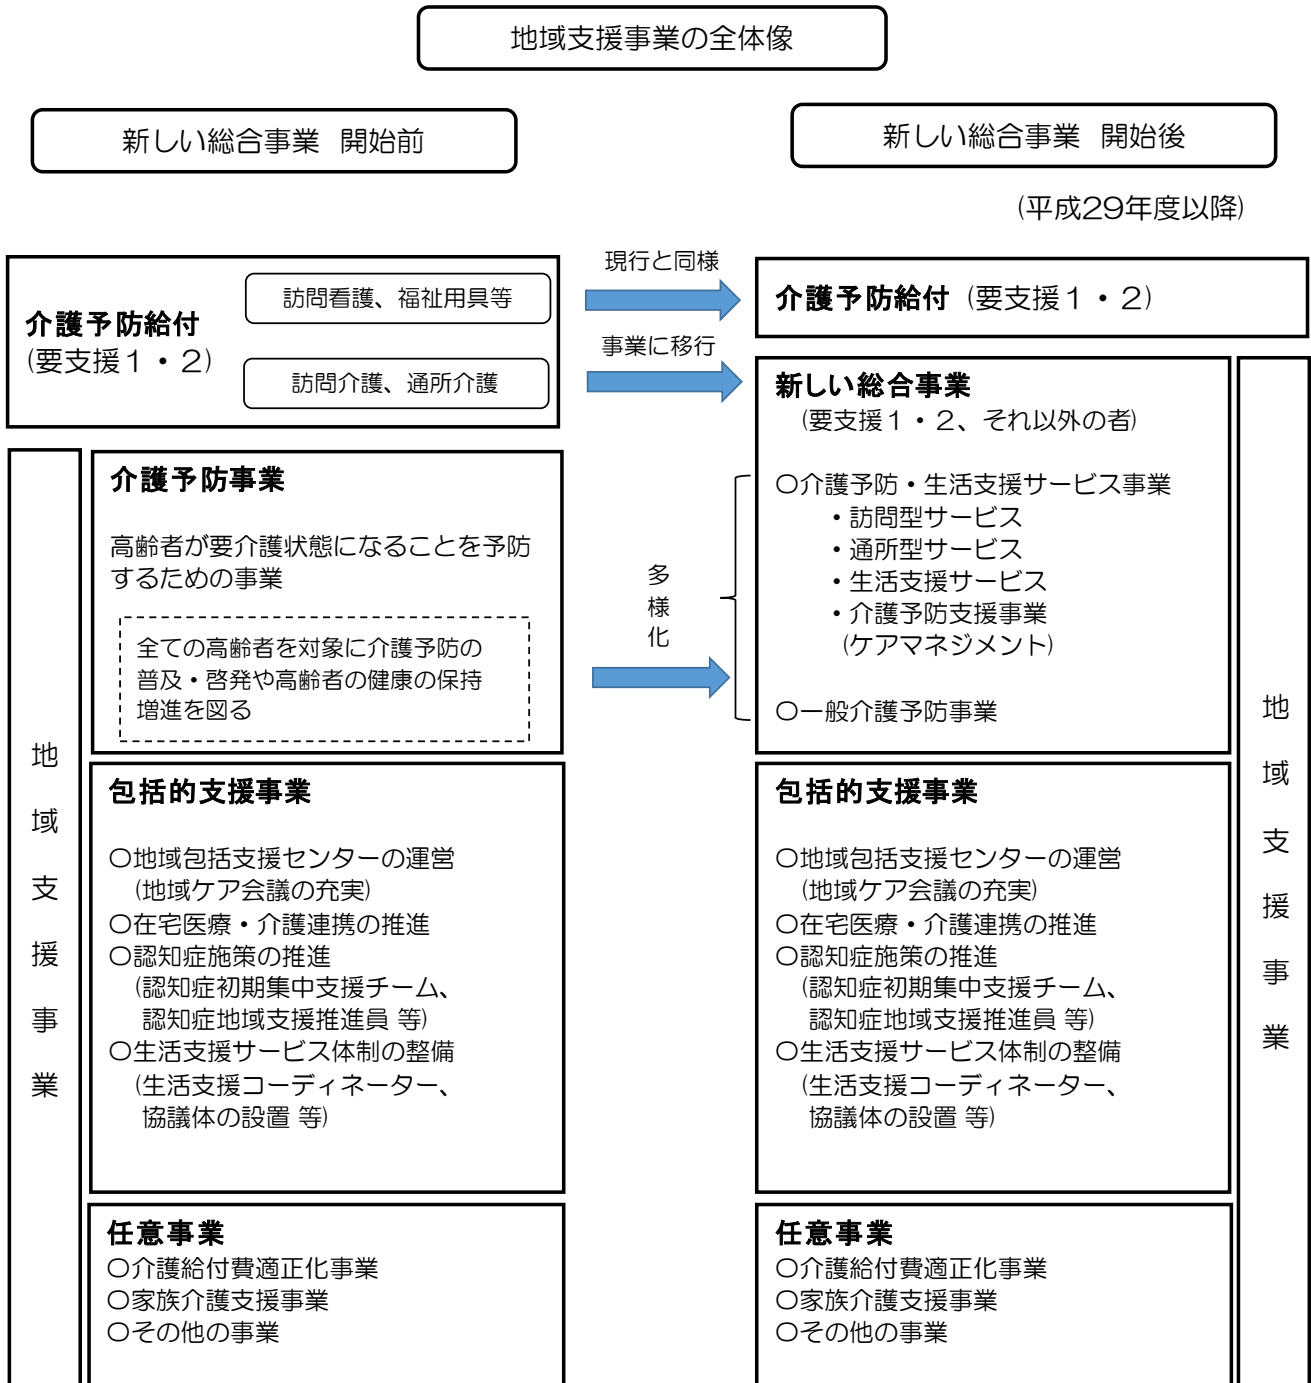 地域支援事業の全体像
新しい総合事業 開始前
新しい総合事業 開始後
(平成29年度以降)
介護予防給付
(要支援1・2)
訪問看護、福祉用具等
訪問介護、通所介護
現行と同様
事業に移行
介護予防給付 (要支援1・2)
地域支援事業
介護予防事業
高齢者が要介護状態になることを予防
するための事業
全ての高齢者を対象に介護予防の
普及・啓発や高齢者の健康の保持
増進を図る
包括的支援事業
〇地域包括支援センターの運営
(地域ケア会議の充実)
〇在宅医療・介護連携の推進
〇認知症施策の推進
(認知症初期集中支援チーム、
認知症地域支援推進員 等)
〇生活支援サービス体制の整備
(生活支援コーディネーター、
協議体の設置 等)
任意事業
〇介護給付費適正化事業
〇家族介護支援事業
〇その他の事業
多様化
新しい総合事業
(要支援1・2、それ以外の者)
〇介護予防・生活支援サービス事業
・訪問型サービス
・通所型サービス
・生活支援サービス
・介護予防支援事業
(ケアマネジメント)
〇一般介護予防事業
包括的支援事業
〇地域包括支援センターの運営
(地域ケア会議の充実)
〇在宅医療・介護連携の推進
〇認知症施策の推進
(認知症初期集中支援チーム、
認知症地域支援推進員 等)
〇生活支援サービス体制の整備
(生活支援コーディネーター、
協議体の設置 等)
任意事業
〇介護給付費適正化事業
〇家族介護支援事業
〇その他の事業
地域支援事業